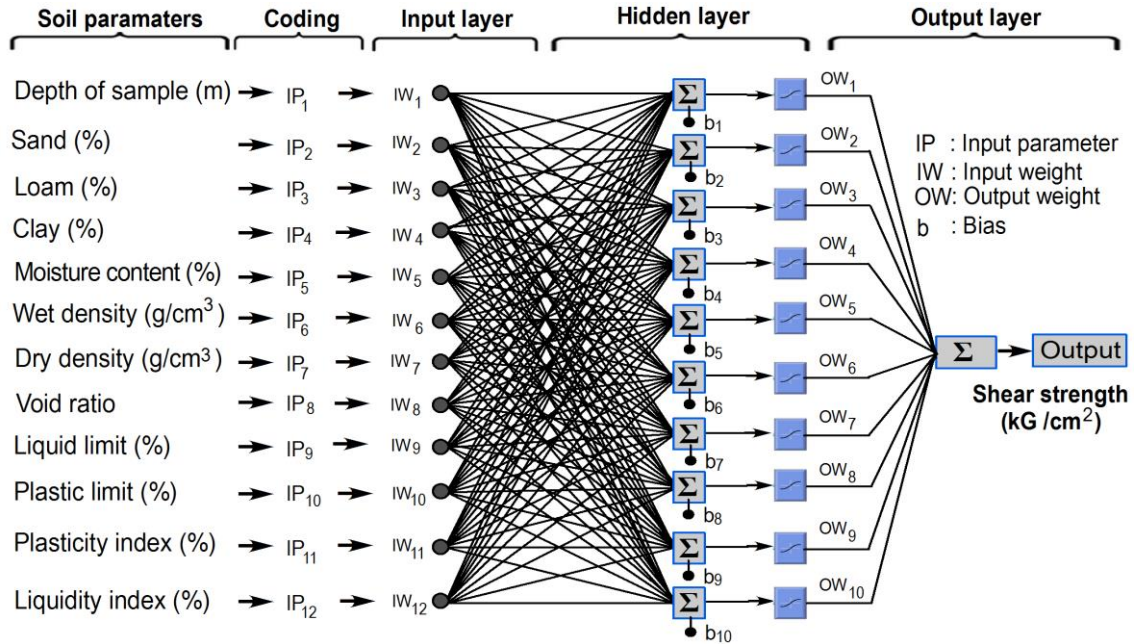 Soil paramaters Coding Input layer Hidden layer Output layer
Depth of sample (m) IP1 IW1 b1 OW1
Sand (%) IP2 IW2 b2 OW2
Loam (%) IP3 IW3 b3 OW3
Clay (%) IP4 IW4 b4 OW4
Moisture content (%) IP5 IW5 b5 OW5
Wet density (g/cm3) IP6 IW6 b6 OW6
Dry density (g/cm3) IP7 IW7 b7 OW7
Void ratio IP8 IW8 b8 OW8
Liquid limit (%) IP9 IW9 b9 OW9
Plastic limit (%) IP10 IW10 b10 OW10
Plasticity index (%) IP11 IW11
Liquidity index (%) IP12 IW12
Σ
Σ
Σ
Σ
Σ
Σ
Σ
Σ
Σ
Σ
IP : Input parameter
IW : Input weight
OW: Output weight
b : Bias
Σ Output
Shear strength
(kG /cm2)